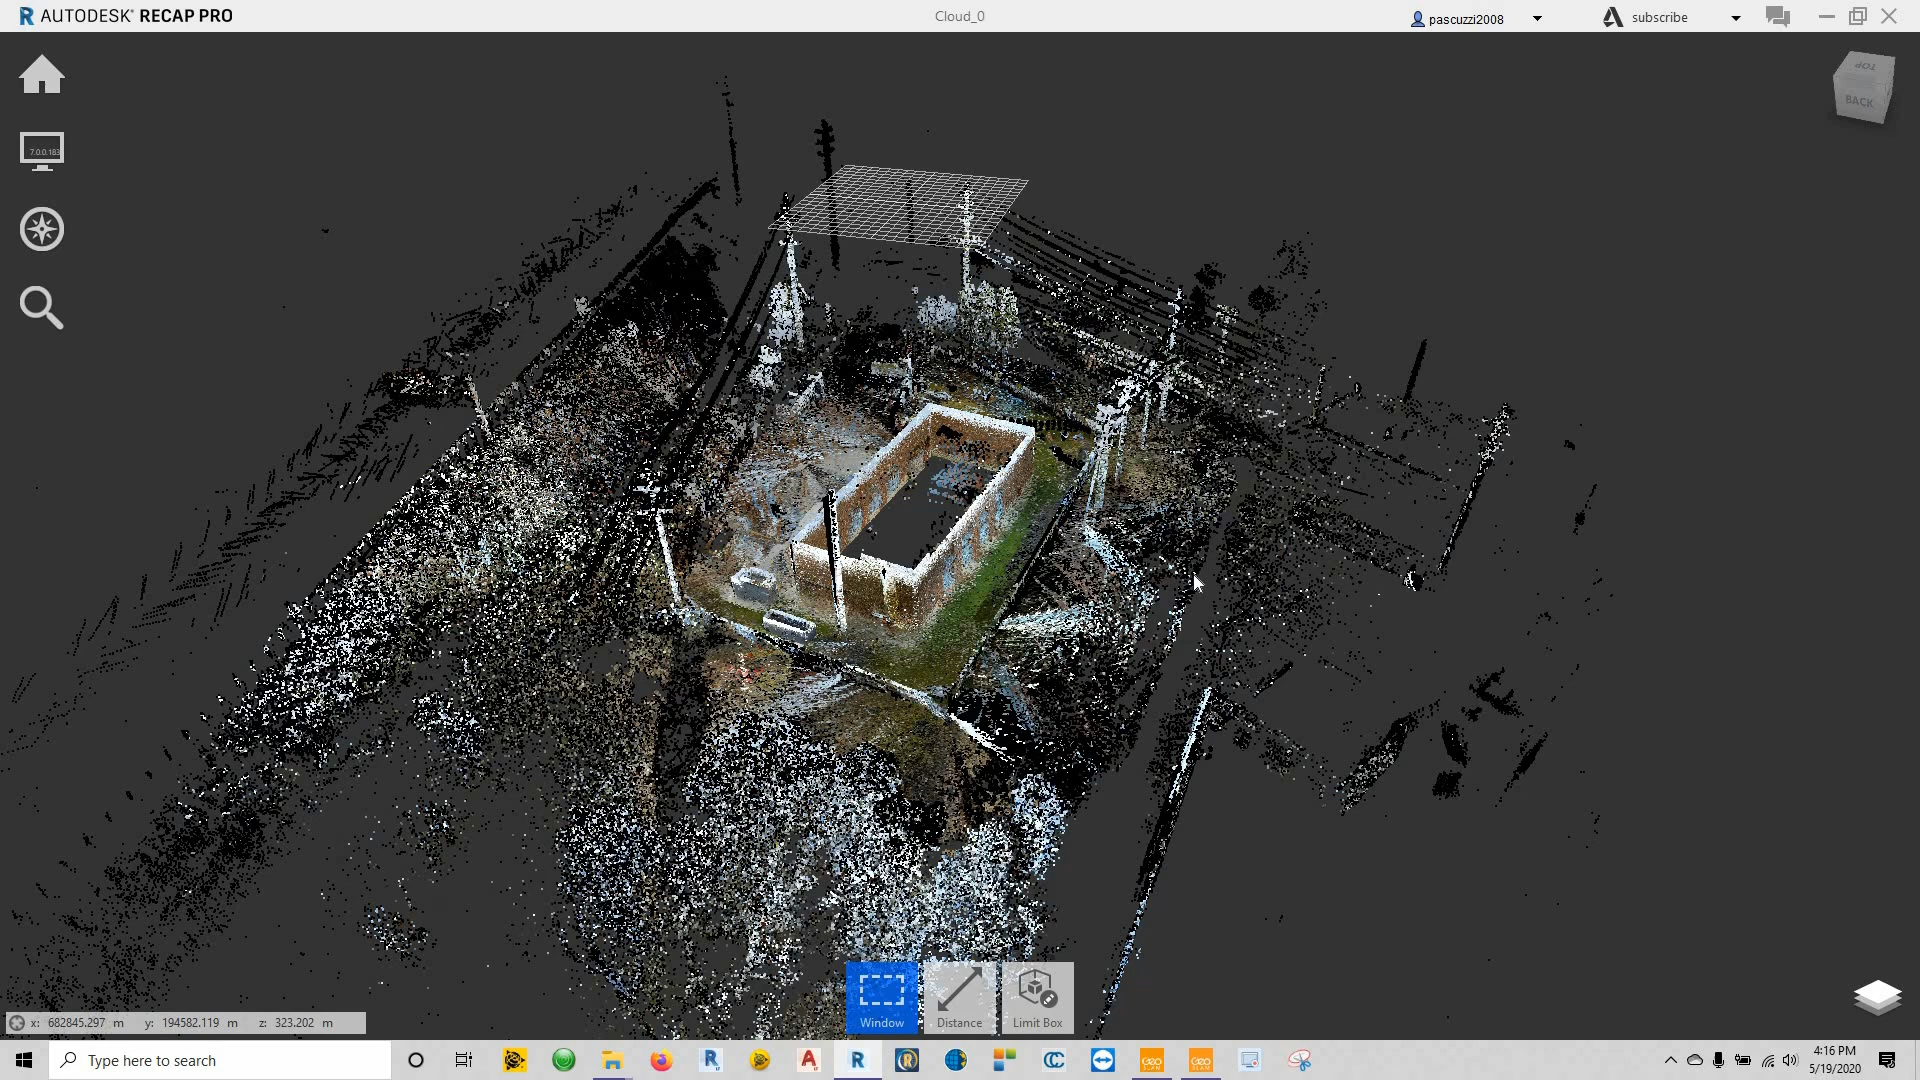 AUTODESK® RECAP PRO
Cloud_0
pascuzzi2008
subscribe
TOP
BACK
7.0.0.183
Window
Distance
Limit Box
x: 682845.297 m y: 194582.119 m z: 323.202 m
Type here to search
4:16 PM
5/19/2020